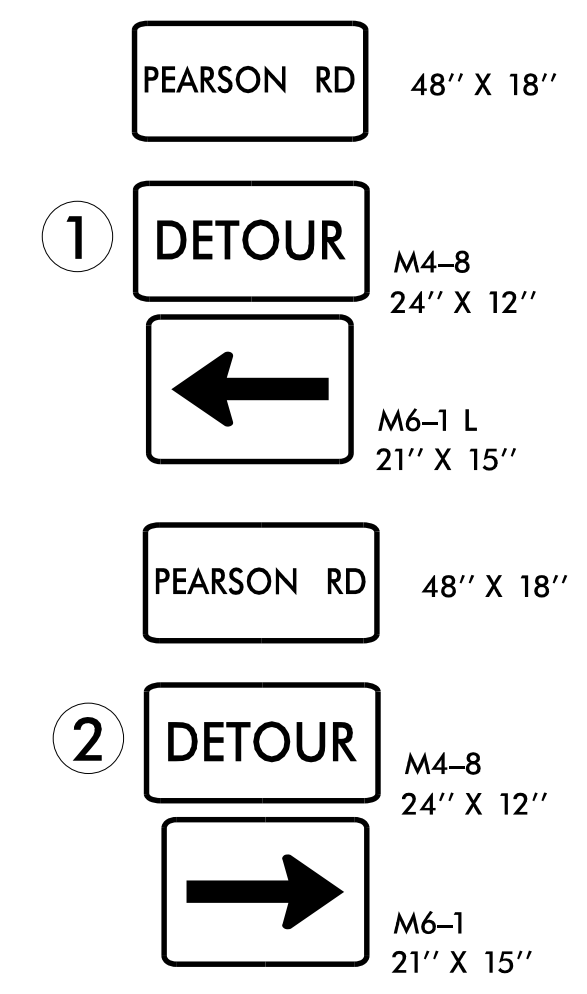 PEARSON RD
48'' X 18''
1
DETOUR
M4–8
24'' X 12''
M6–1 L
21'' X 15''
PEARSON RD
48'' X 18''
2
DETOUR
M4–8
24'' X 12''
M6–1
21'' X 15''